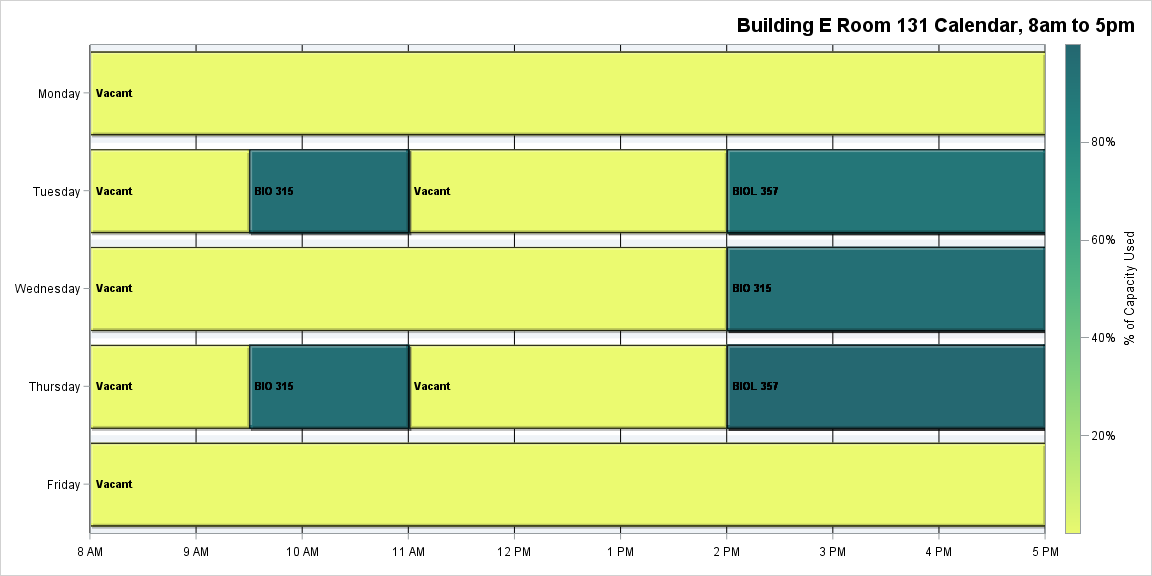 Building E Room 131 Calendar, 8am to 5pm
Monday
Vacant
Tuesday
Vacant
BIO 315
Vacant
BIOL 357
Wednesday
Vacant
BIO 315
Thursday
Vacant
BIO 315
Vacant
BIOL 357
Friday
Vacant
8 AM
9 AM
10 AM
11 AM
12 PM
1 PM
2 PM
3 PM
4 PM
5 PM
80%
60%
40%
20%
% of Capacity Used